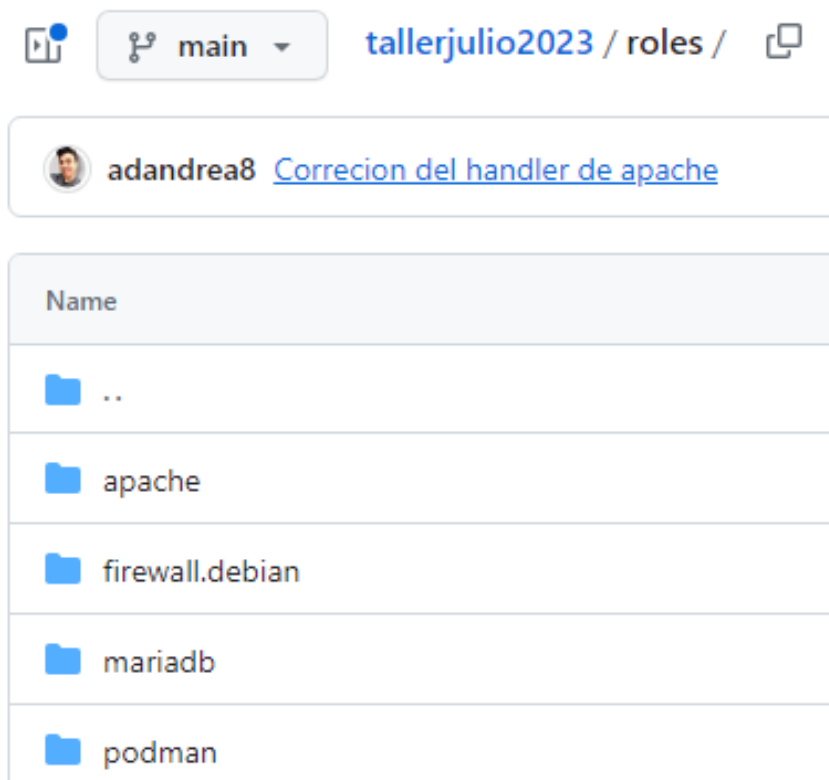 main tallerjulio2023 / roles /
adandrea8 Correcion del handler de apache
Name
..
apache
firewall.debian
mariadb
podman